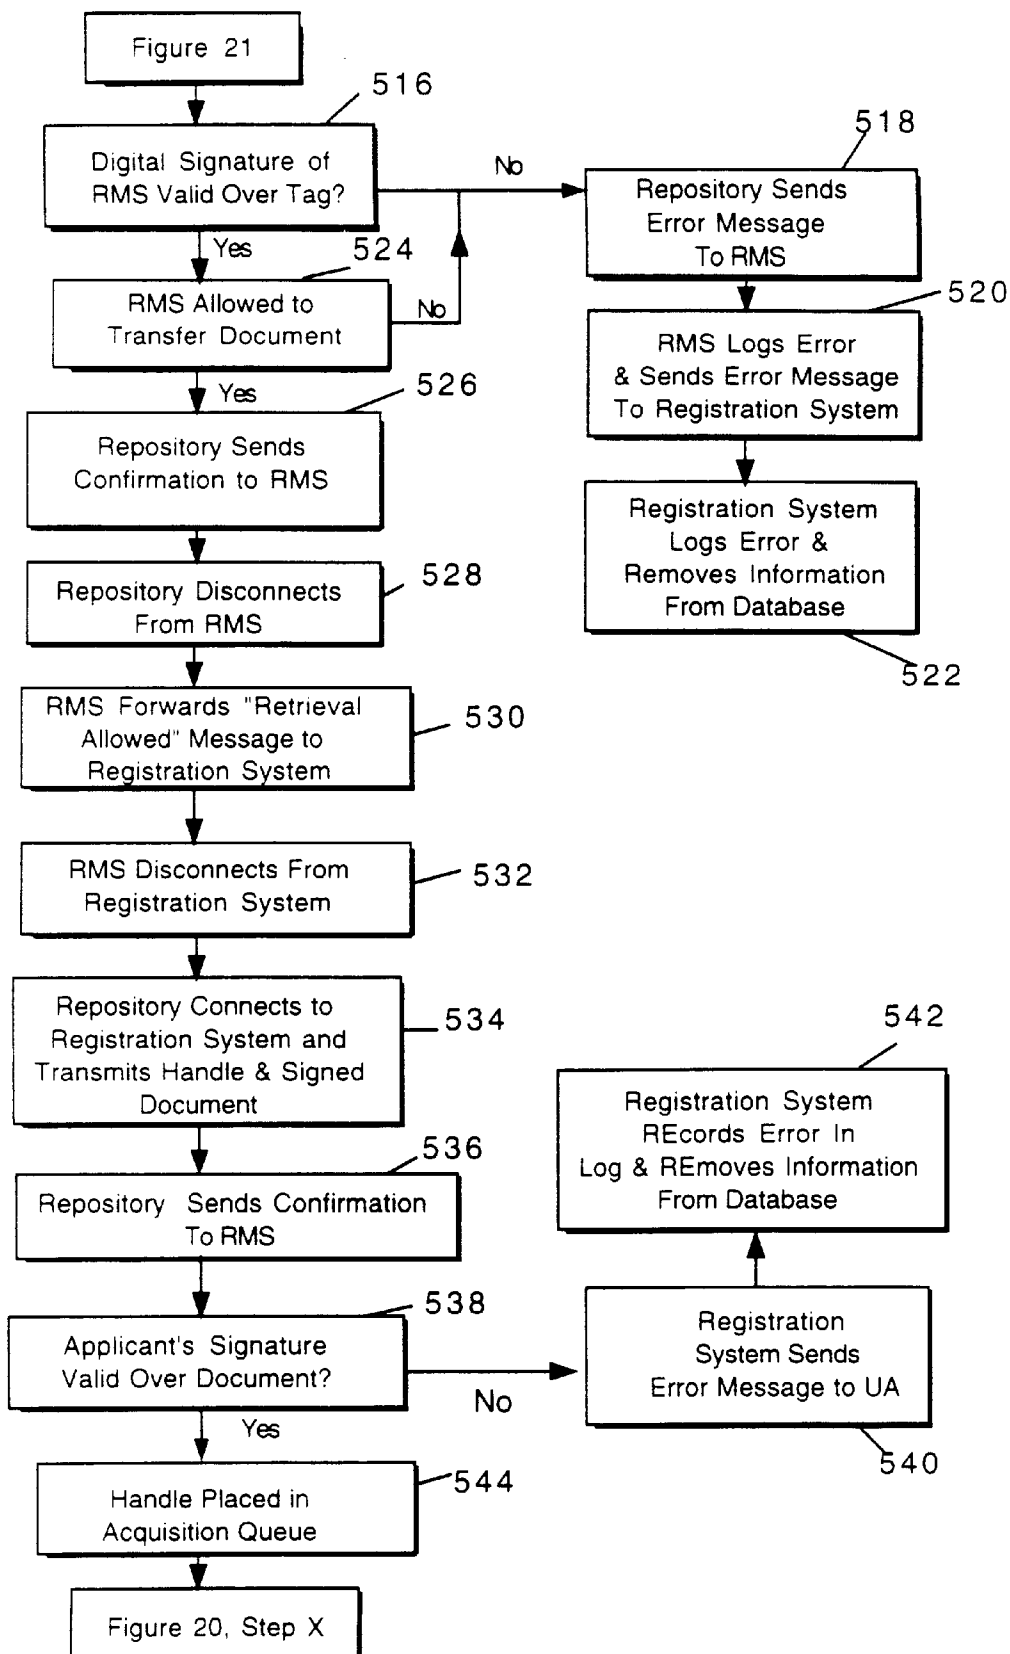 Figure 21
516
Digital Signature of
RMS Valid Over Tag?
No
518
Repository Sends
Error Message
To RMS
Yes
524
RMS Allowed to
Transfer Document
No
520
RMS Logs Error
& Sends Error Message
To Registration System
Yes
526
Repository Sends
Confirmation to RMS
Registration System
Logs Error &
Removes Information
From Database
522
528
Repository Disconnects
From RMS
RMS Forwards "Retrieval
Allowed" Message to
Registration System
530
RMS Disconnects From
Registration System
532
Repository Connects to
Registration System and
Transmits Handle & Signed
Document
534
542
Registration System
REcords Error In
Log & REmoves Information
From Database
536
Repository Sends Confirmation
To RMS
538
Applicant's Signature
Valid Over Document?
No
Registration
System Sends
Error Message to UA
540
Yes
544
Handle Placed in
Acquisition Queue
Figure 20, Step X